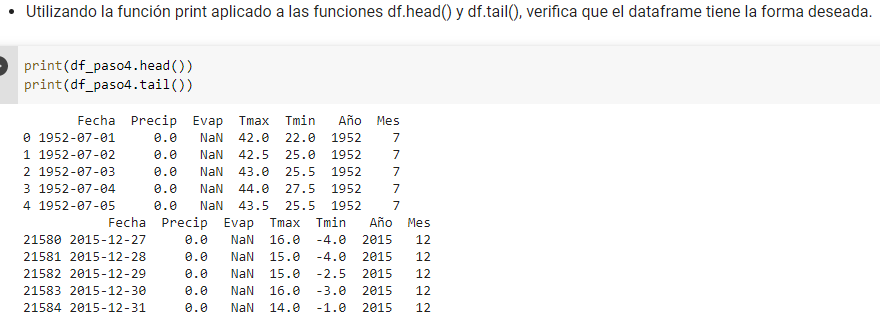 • Utilizando la función print aplicado a las funciones df.head() y df.tail(), verifica que el dataframe tiene la forma deseada.
print(df_paso4.head())
print(df_paso4.tail())
Fecha Precip Evap Tmax Tmin Año Mes
0 1952-07-01 0.0 NaN 42.0 22.0 1952 7
1 1952-07-02 0.0 NaN 42.5 25.0 1952 7
2 1952-07-03 0.0 NaN 43.0 25.5 1952 7
3 1952-07-04 0.0 NaN 44.0 27.5 1952 7
4 1952-07-05 0.0 NaN 43.5 25.5 1952 7
Fecha Precip Evap Tmax Tmin Año Mes
21580 2015-12-27 0.0 NaN 16.0 -4.0 2015 12
21581 2015-12-28 0.0 NaN 15.0 -4.0 2015 12
21582 2015-12-29 0.0 NaN 15.0 -2.5 2015 12
21583 2015-12-30 0.0 NaN 16.0 -3.0 2015 12
21584 2015-12-31 0.0 NaN 14.0 -1.0 2015 12